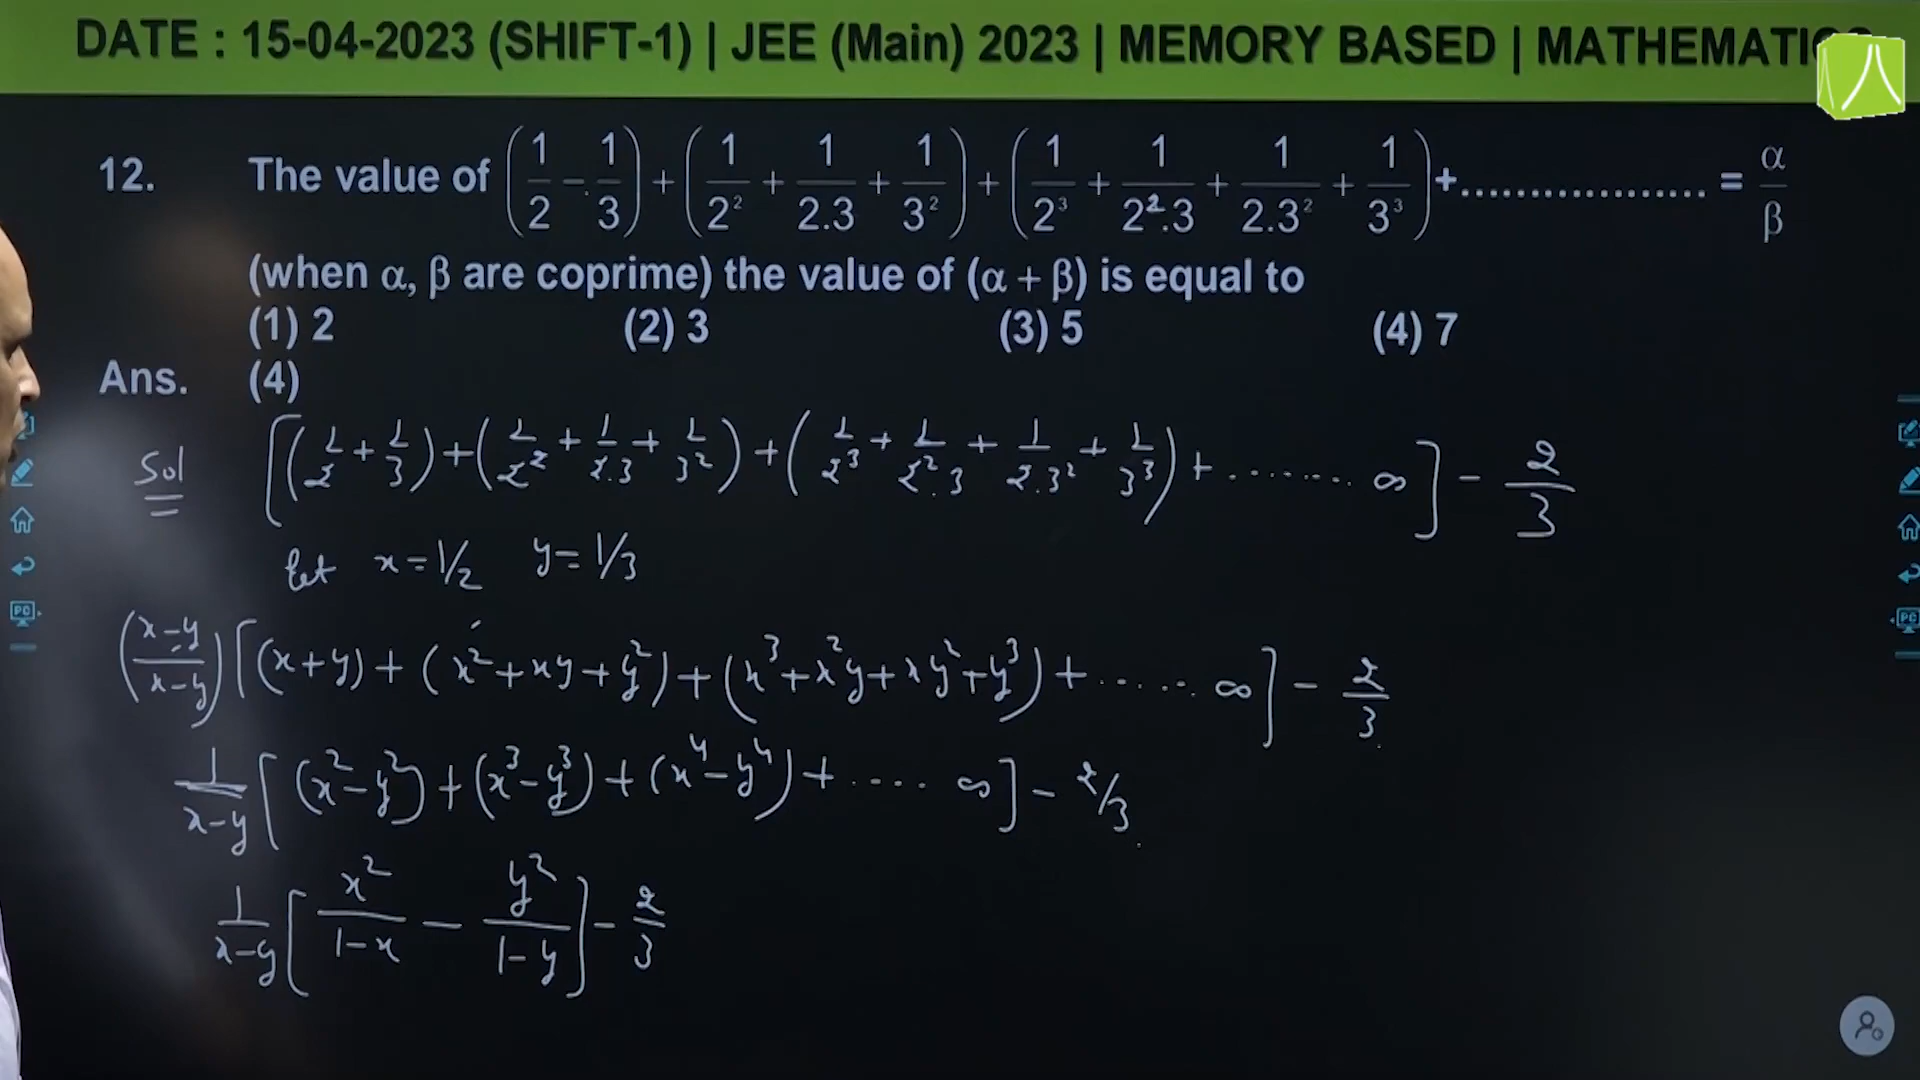 DATE : 15-04-2023 (SHIFT-1) | JEE (Main) 2023 | MEMORY BASED | MATHEMATIC
12. The value of (1/2 - 1/3) + (1/2² + 1/2.3 + 1/3²) + (1/2³ + 1/2².3 + 1/2.3² + 1/3³) +.................. = α/β
(when α, β are coprime) the value of (α + β) is equal to
(1) 2 (2) 3 (3) 5 (4) 7
Ans. (4)
Sol [(1/2 + 1/3) + (1/2² + 1/2.3 + 1/3²) + (1/2³ + 1/2².3 + 1/2.3² + 1/3³) + ........ ∞] - 2/3
let x = 1/2 y = 1/3
(x-y/x-y) [(x+y) + (x²+xy+y²) + (x³+x²y+xy²+y³) + ...... ∞] - 2/3
1/x-y [(x²-y²) + (x³-y³) + (x⁴-y⁴) + .... ∞] - 2/3
1/x-y [x²/1-x - y²/1-y] - 2/3
PC
PC